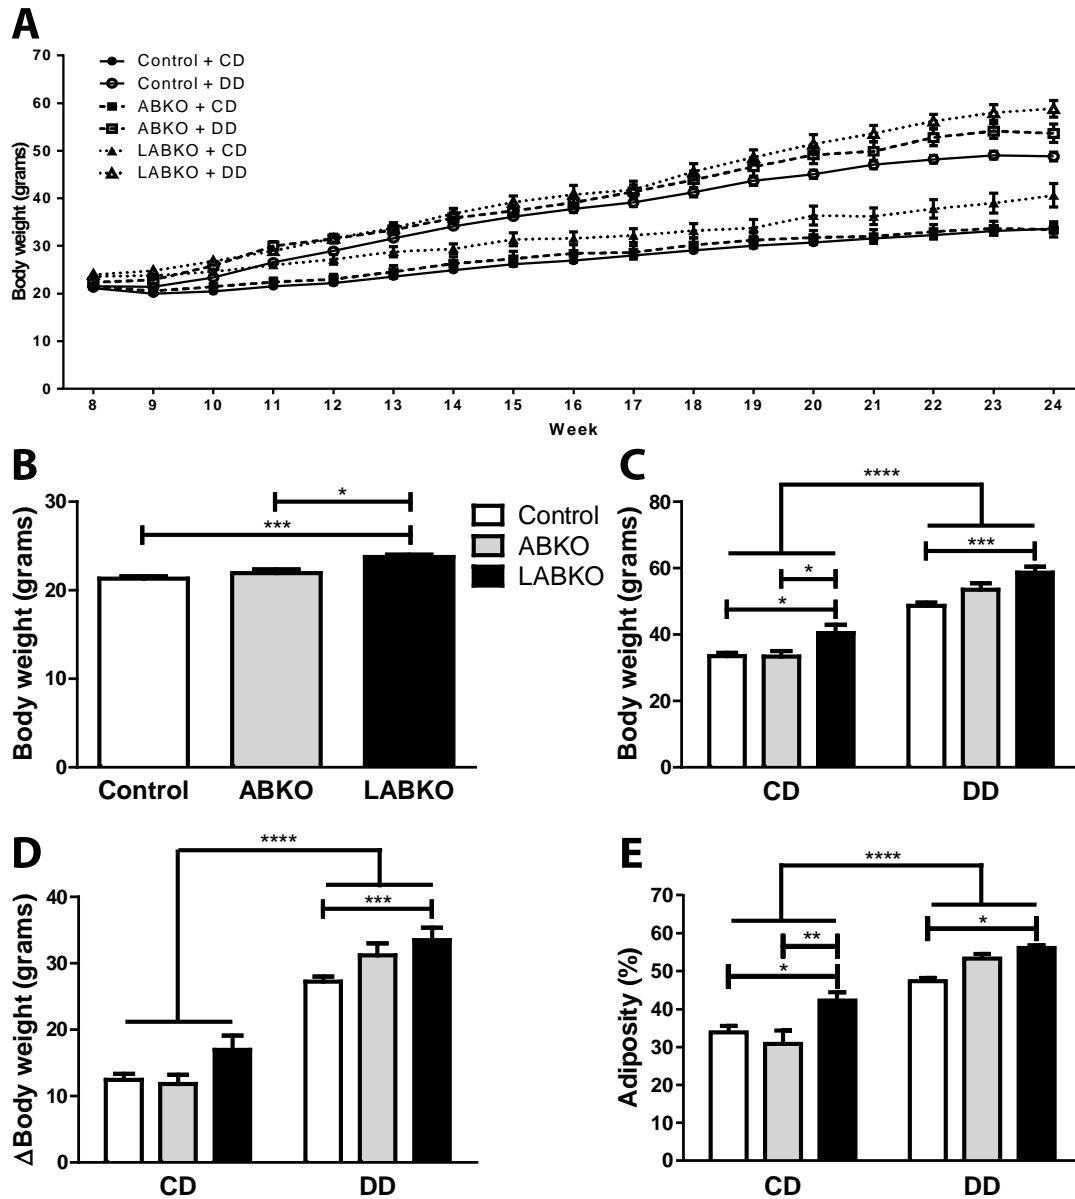 A
Body weight (grams)
70
60
50
40
30
20
10
0
Control + CD
Control + DD
ABKO + CD
ABKO + DD
LABKO + CD
LABKO + DD
8 9 10 11 12 13 14 15 16 17 18 19 20 21 22 23 24
Week
B
Body weight (grams)
30
20
10
0
*
***
Control ABKO LABKO
Control
ABKO
LABKO
C
Body weight (grams)
80
60
40
20
0
****
***
*
*
CD DD
D
ΔBody weight (grams)
40
30
20
10
0
****
***
CD DD
E
Adiposity (%)
70
60
50
40
30
20
10
0
****
*
**
*
CD DD